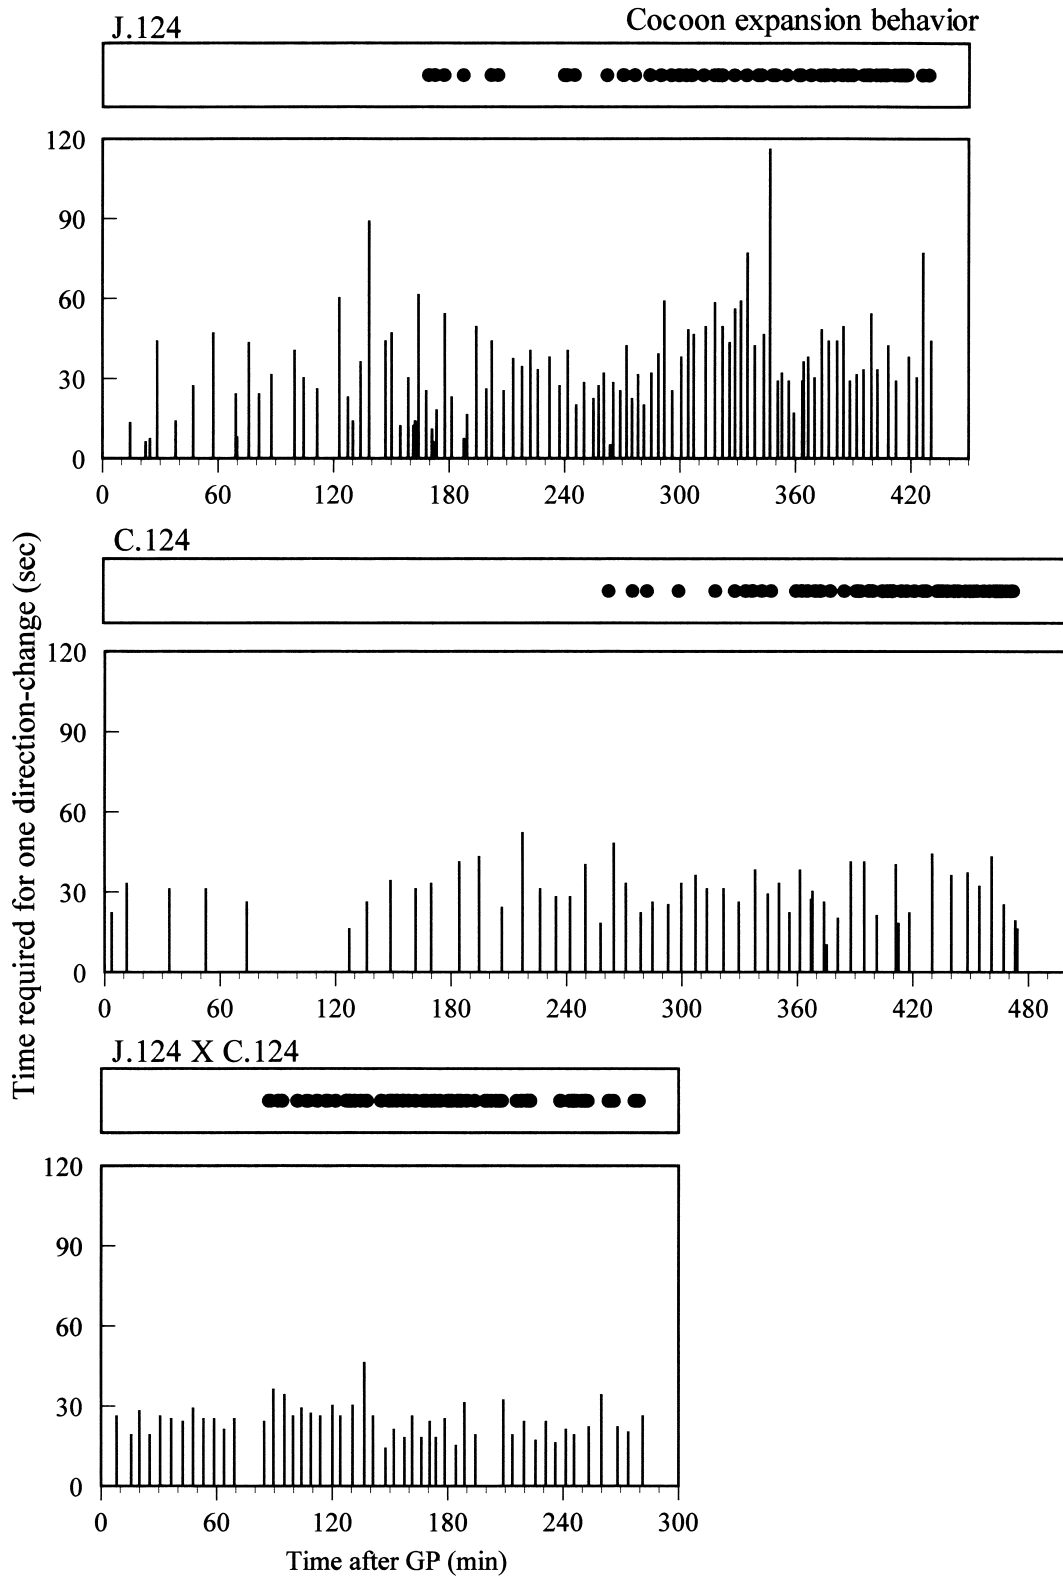 J.124
Cocoon expansion behavior
120
90
60
30
0
0 60 120 180 240 300 360 420
Time required for one direction-change (sec)
C.124
120
90
60
30
0
0 60 120 180 240 300 360 420 480
J.124 X C.124
120
90
60
30
0
0 60 120 180 240 300
Time after GP (min)